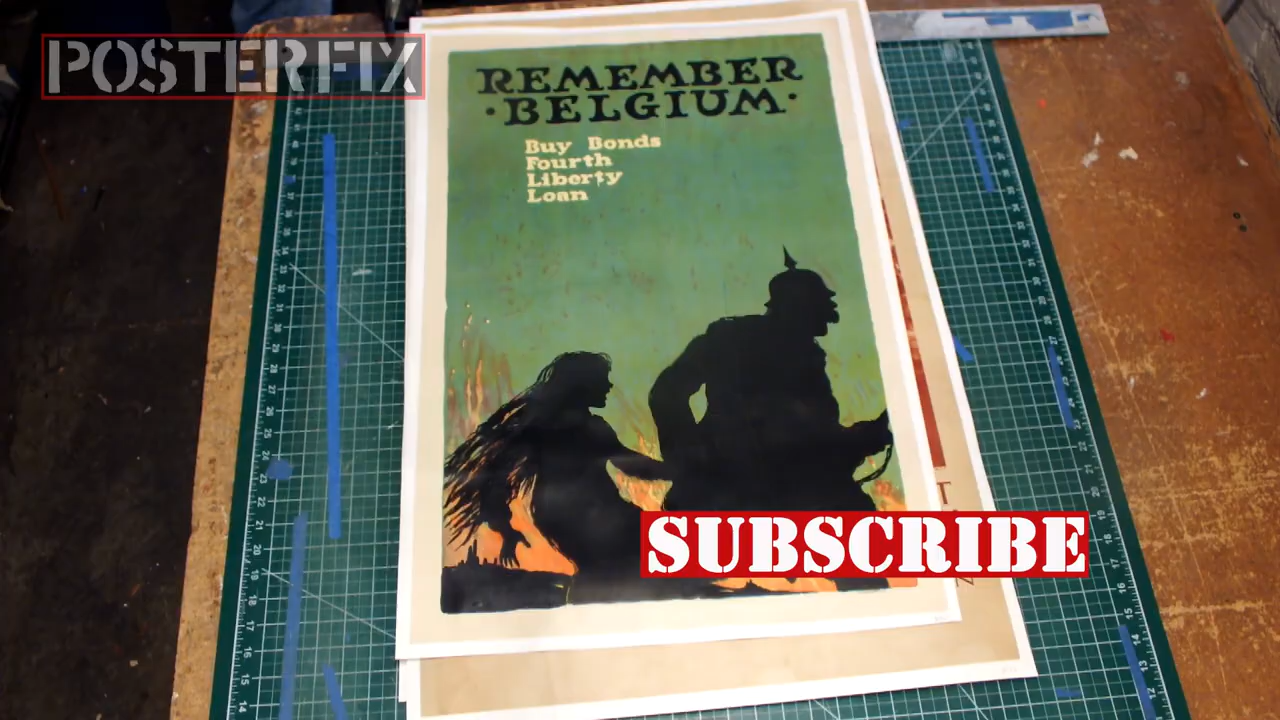 POSTERFIX
REMEMBER
·BELGIUM·
Buy Bonds
Fourth
Liberty
Loan
SUBSCRIBE